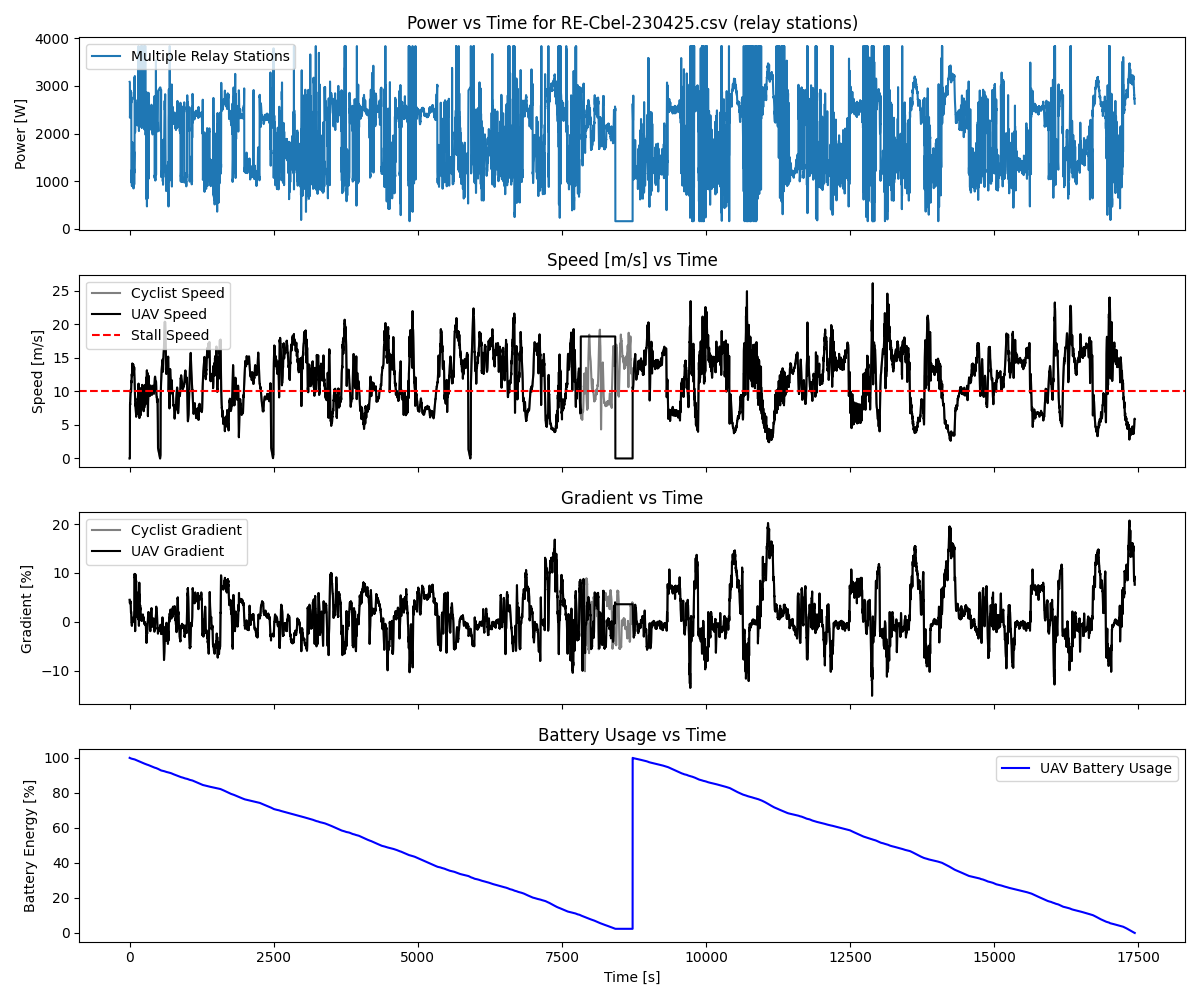 Power vs Time for RE-Cbel-230425.csv (relay stations)
4000
3000
2000
1000
0
Power [W]
Multiple Relay Stations
Speed [m/s] vs Time
25
20
15
10
5
0
Speed [m/s]
Cyclist Speed
UAV Speed
Stall Speed
Gradient vs Time
20
10
0
−10
Gradient [%]
Cyclist Gradient
UAV Gradient
Battery Usage vs Time
100
80
60
40
20
0
Battery Energy [%]
UAV Battery Usage
0 2500 5000 7500 10000 12500 15000 17500
Time [s]